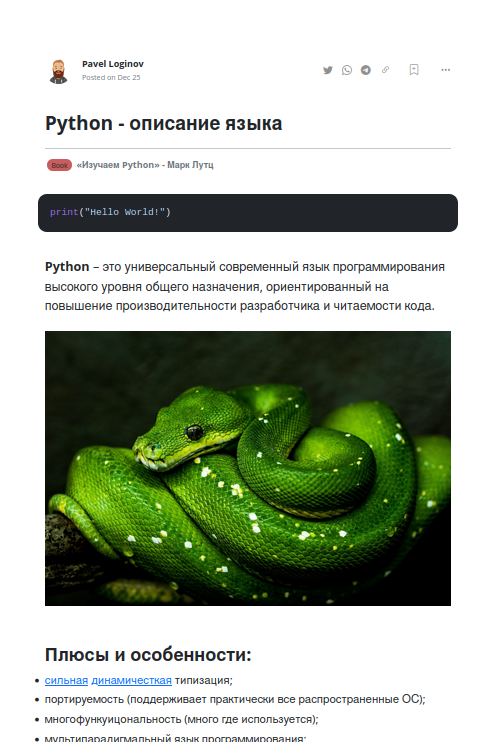 Pavel Loginov
Posted on Dec 25
Python - описание языка
Book «Изучаем Python» - Марк Лутц
print("Hello World!")
Python – это универсальный современный язык программирования
высокого уровня общего назначения, ориентированный на
повышение производительности разработчика и читаемости кода.
Плюсы и особенности:
• сильная динамичесткая типизация;
• портируемость (поддерживает практически все распространенные ОС);
• многофункуицональность (много где используется);
• мультипарадигмальный язык программирования;